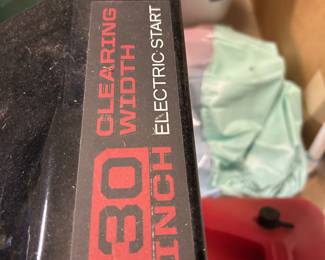 30
INCH
CLEARING
WIDTH
ELECTRIC START